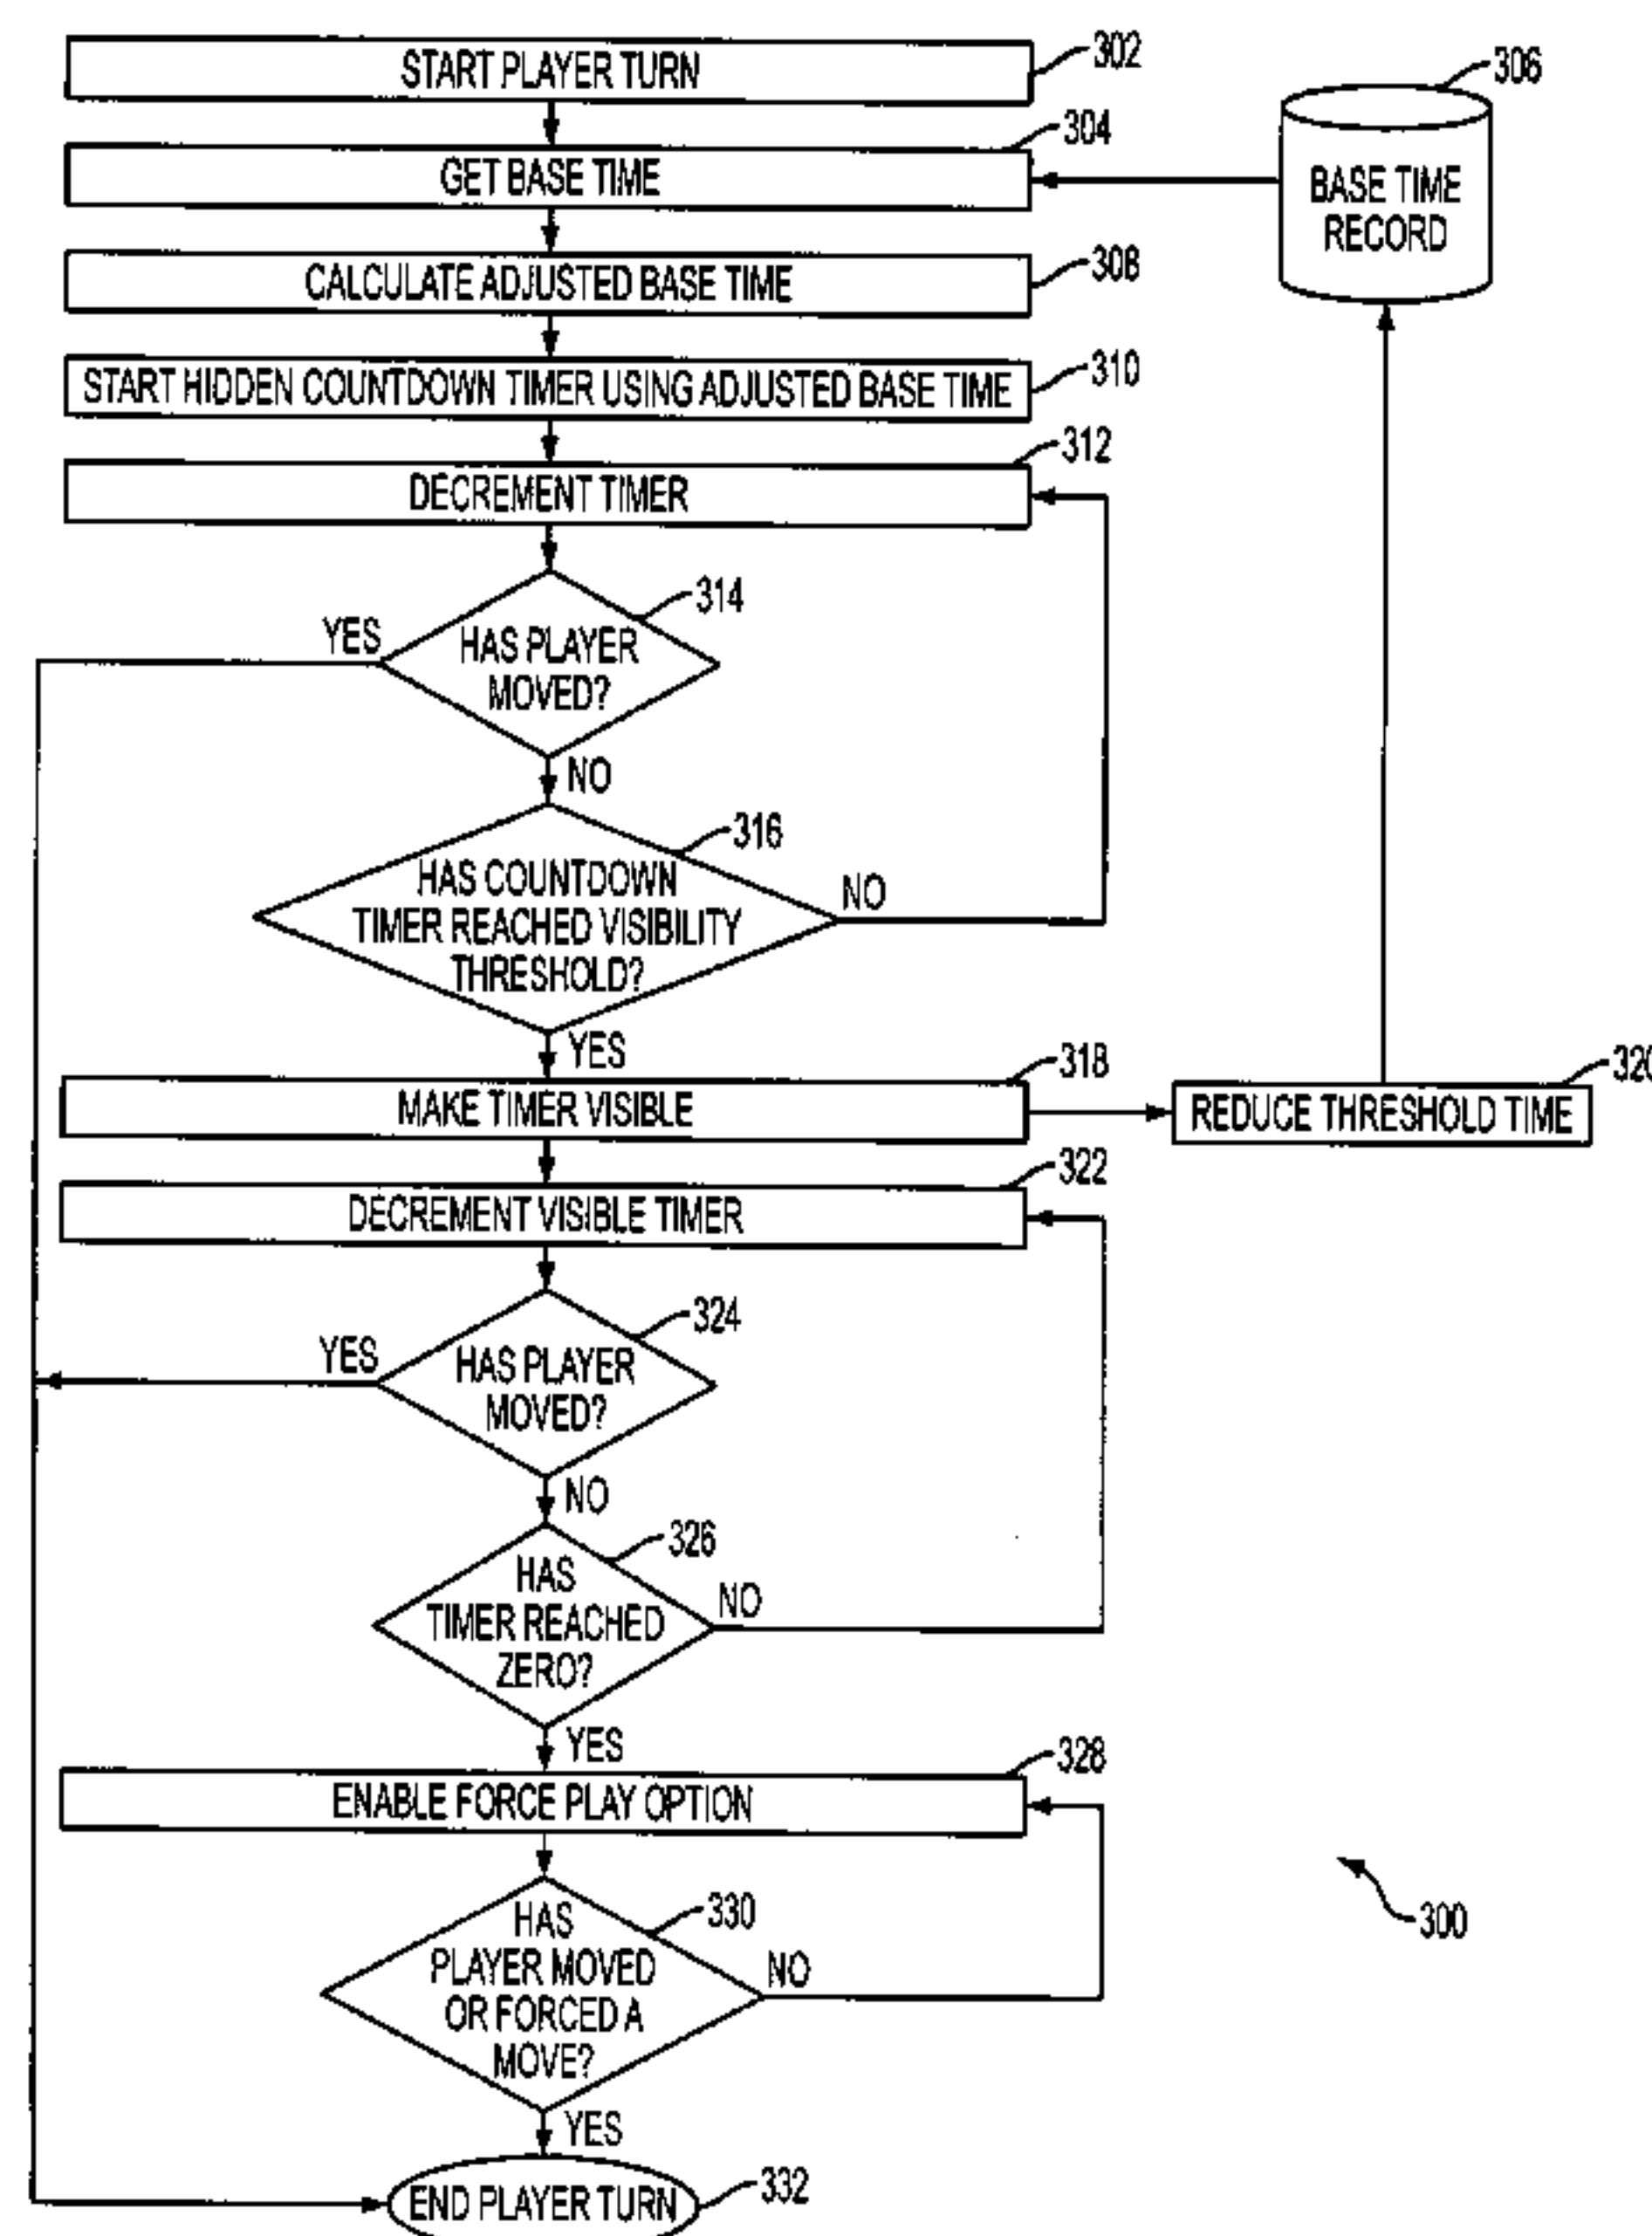 START PLAYER TURN
302
306
304
GET BASE TIME
BASE TIME
RECORD
CALCULATE ADJUSTED BASE TIME
308
START HIDDEN COUNTDOWN TIMER USING ADJUSTED BASE TIME
310
312
DECREMENT TIMER
314
YES
HAS PLAYER
MOVED?
NO
316
HAS COUNTDOWN
TIMER REACHED VISIBILITY
THRESHOLD?
NO
YES
318
MAKE TIMER VISIBLE
320
REDUCE THRESHOLD TIME
322
DECREMENT VISIBLE TIMER
324
YES
HAS PLAYER
MOVED?
NO
326
HAS
TIMER REACHED
ZERO?
NO
YES
328
ENABLE FORCE PLAY OPTION
330
HAS
PLAYER MOVED
OR FORCED A
MOVE?
NO
300
YES
END PLAYER TURN
332